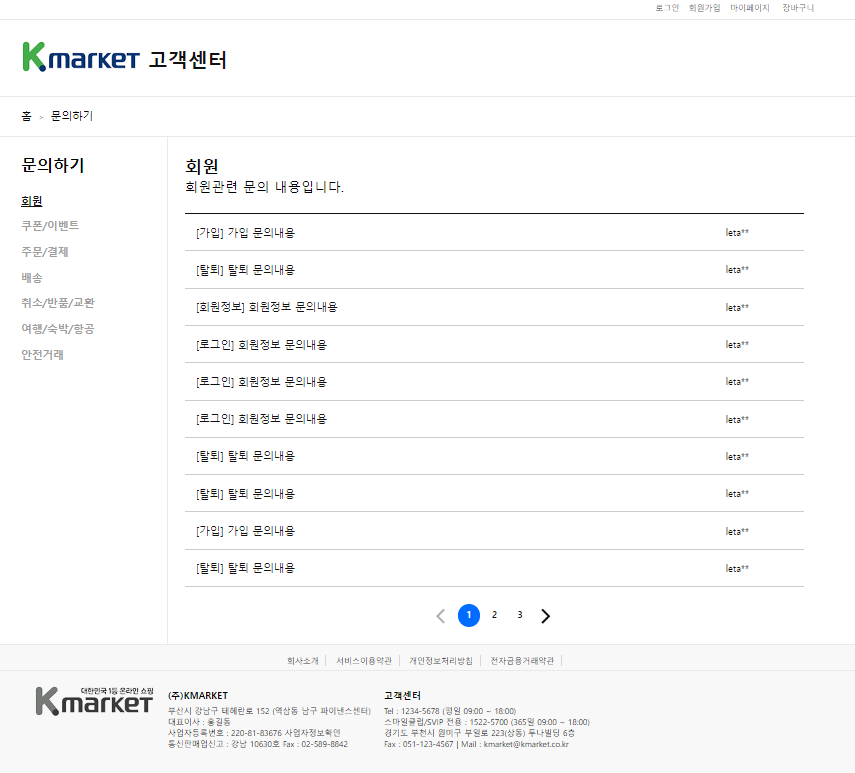 로그인 회원가입 마이페이지 장바구니
Kmarket 고객센터
홈 > 문의하기
문의하기
회원
쿠폰/이벤트
주문/결제
배송
취소/반품/교환
여행/숙박/항공
안전거래
회원
회원관련 문의 내용입니다.
[가입] 가입 문의내용 leta**
[탈퇴] 탈퇴 문의내용 leta**
[회원정보] 회원정보 문의내용 leta**
[로그인] 회원정보 문의내용 leta**
[로그인] 회원정보 문의내용 leta**
[로그인] 회원정보 문의내용 leta**
[탈퇴] 탈퇴 문의내용 leta**
[탈퇴] 탈퇴 문의내용 leta**
[가입] 가입 문의내용 leta**
[탈퇴] 탈퇴 문의내용 leta**
1 2 3
회사소개 서비스이용약관 개인정보처리방침 전자금융거래약관
대한민국 1등 온라인 쇼핑
Kmarket
(주)KMARKET
부산시 강남구 테헤란로 152 (역삼동 남구 파이낸스센터)
대표이사 : 홍길동
사업자등록번호 : 220-81-83676 사업자정보확인
통신판매업신고 : 강남 10630호 Fax : 02-589-8842
고객센터
Tel : 1234-5678 (평일 09:00 ~ 18:00)
스마일클럽/SVIP 전용 : 1522-5700 (365일 09:00 ~ 18:00)
경기도 부천시 원미구 부일로 223(상동) 투나빌딩 6층
Fax : 051-123-4567 | Mail : kmarket@kmarket.co.kr